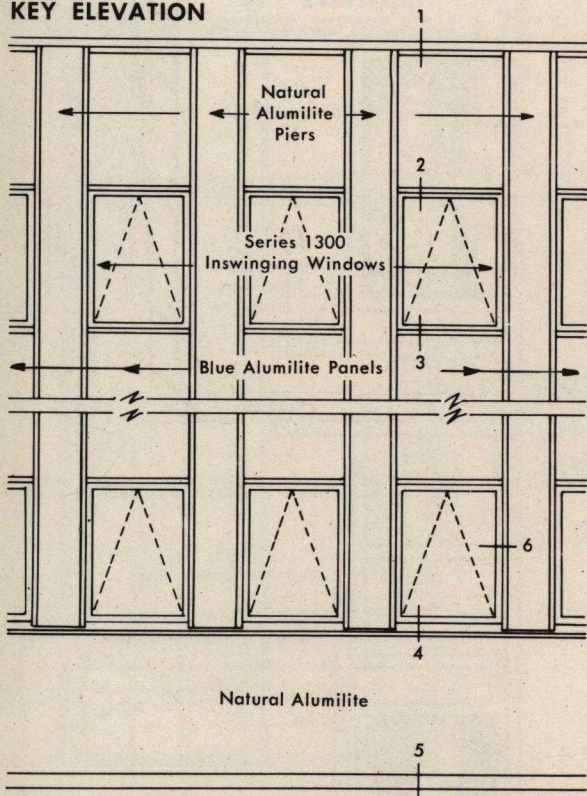 KEY ELEVATION
1
Natural
Alumilite
Piers
2
Series 1300
Inswinging Windows
3
Blue Alumilite Panels
6
4
Natural Alumilite
5